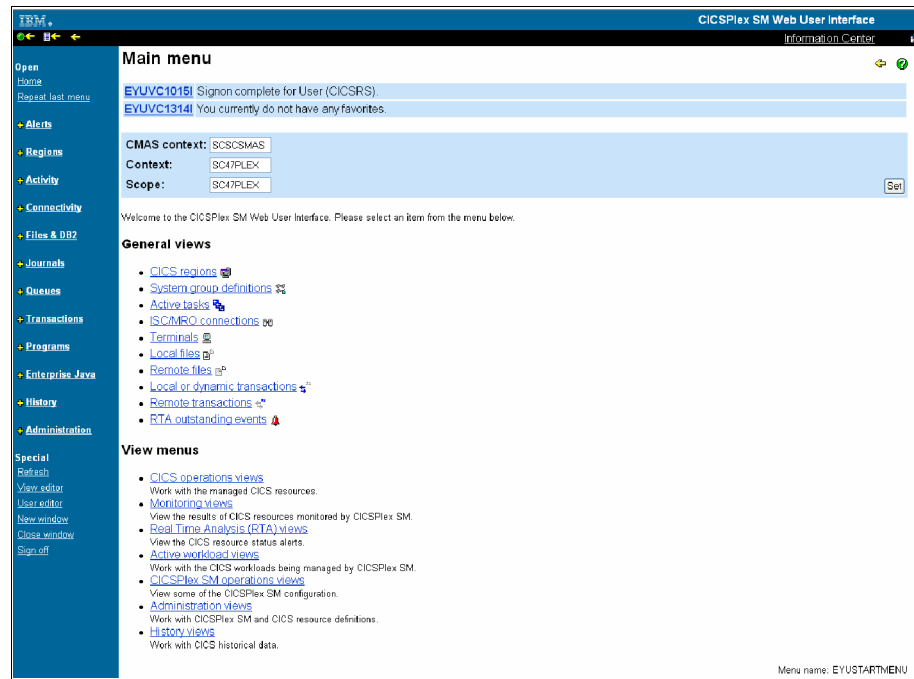 IBM.
CICSPlex SM Web User Interface
Information Center
Open
Home
Repeat last menu
Alerts
Regions
Activity
Connectivity
Files & DB2
Journals
Queues
Transactions
Programs
Enterprise Java
History
Administration
Special
Refresh
View editor
User editor
New window
Close window
Sign off
Main menu
EYUVC1015I Signon complete for User (CICSRS).
EYUVC1314I You currently do not have any favorites.
CMAS context: SCSCSMAS
Context: SC47PLEX
Scope: SC47PLEX
Set
Welcome to the CICSPlex SM Web User Interface. Please select an item from the menu below.
General views
CICS regions
System group definitions
Active tasks
ISC/MRO connections
Terminals
Local files
Remote files
Local or dynamic transactions
Remote transactions
RTA outstanding events
View menus
CICS operations views
Work with the managed CICS resources.
Monitoring views
View the results of CICS resources monitored by CICSPlex SM.
Real Time Analysis (RTA) views
View the CICS resource status alerts.
Active workload views
Work with the CICS workloads being managed by CICSPlex SM.
CICSPlex SM operations views
View some of the CICSPlex SM configuration.
Administration views
Work with CICSPlex SM and CICS resource definitions.
History views
Work with CICS historical data.
Menu name: EYUSTARTMENU